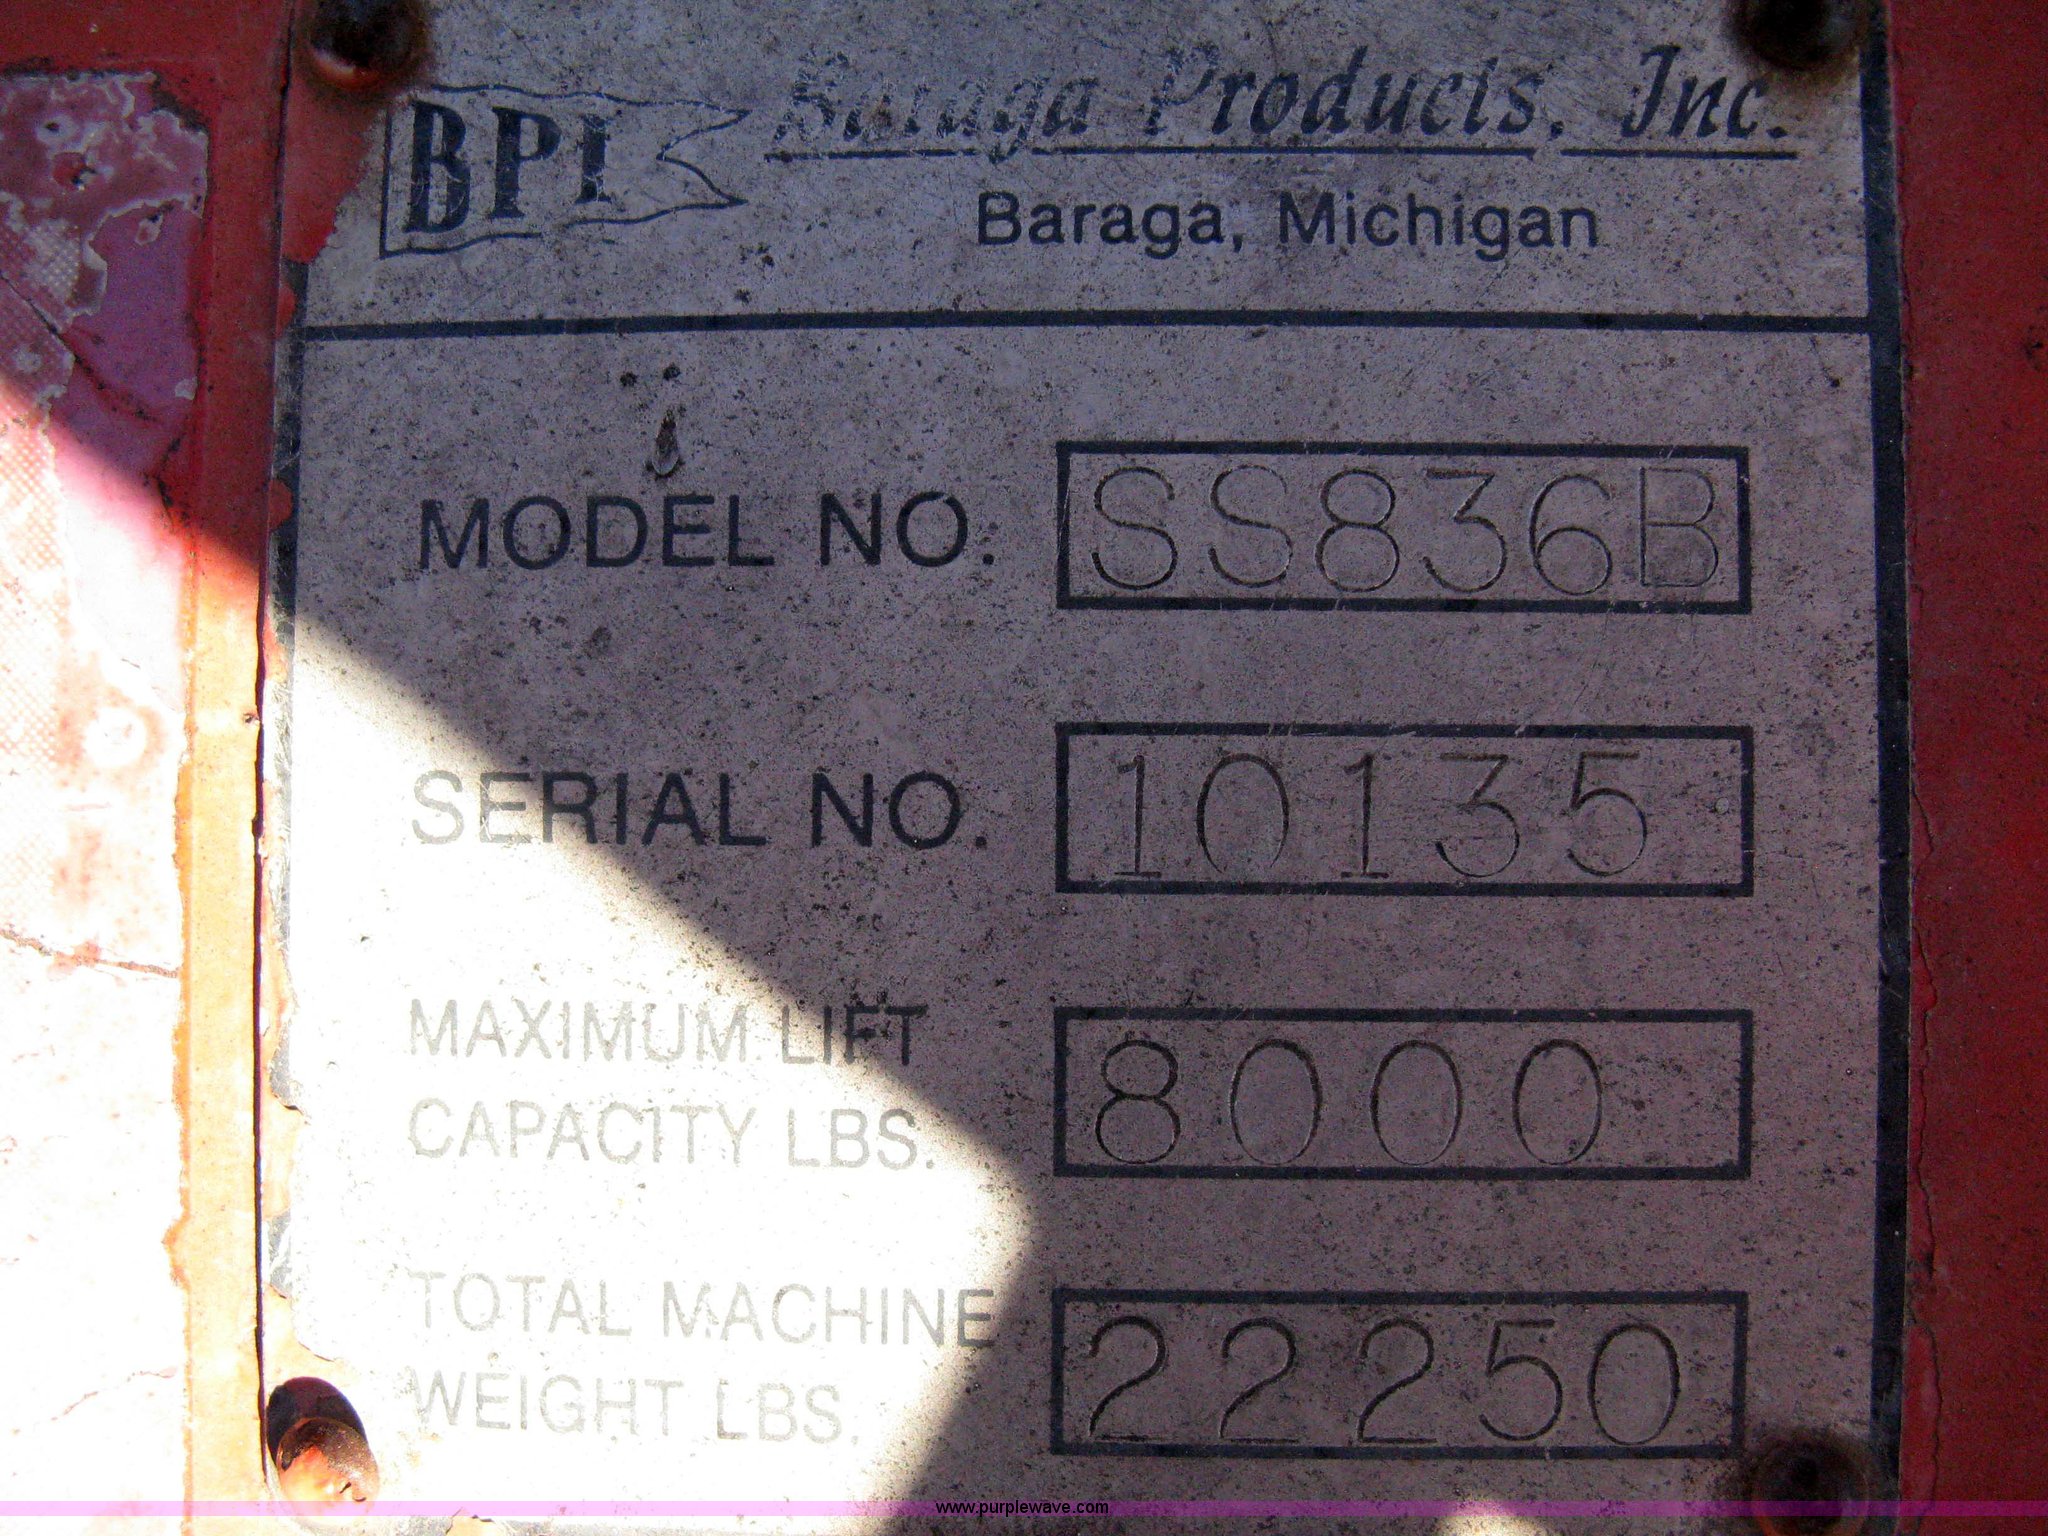 BPI Baraga Products, Inc.
Baraga, Michigan
MODEL NO. SS836B
SERIAL NO. 10135
MAXIMUM LIFT
CAPACITY LBS. 8000
TOTAL MACHINE
WEIGHT LBS. 22250
www.purplewave.com